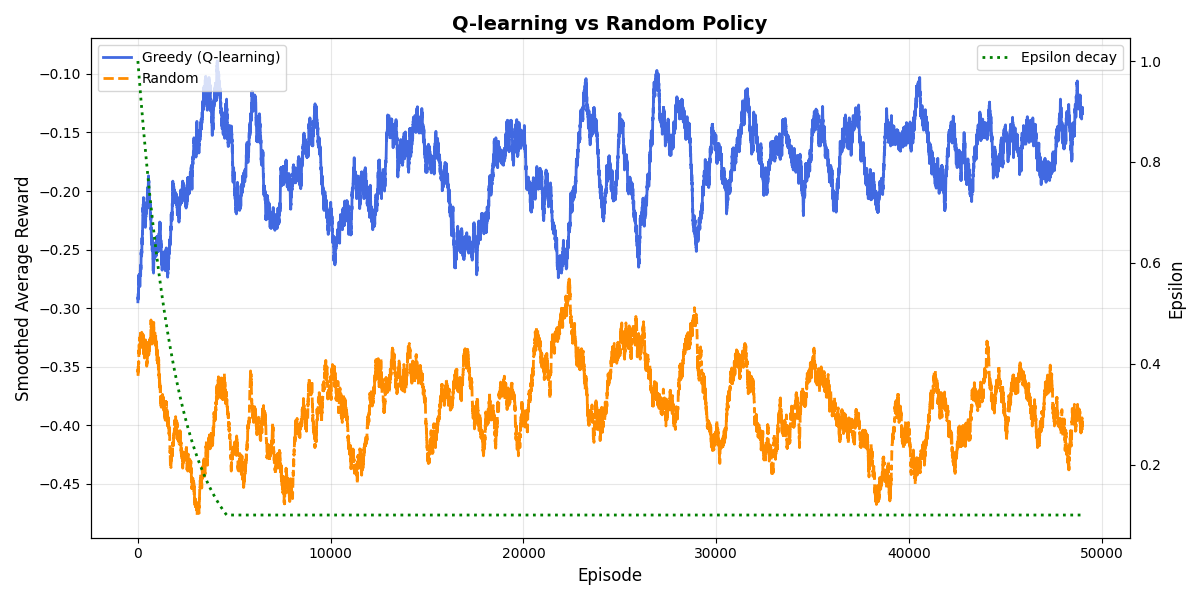 Q-learning vs Random Policy
Greedy (Q-learning)
Random
Epsilon decay
Smoothed Average Reward
−0.10
−0.15
−0.20
−0.25
−0.30
−0.35
−0.40
−0.45
1.0
0.8
0.6
0.4
0.2
Epsilon
0
10000
20000
30000
40000
50000
Episode